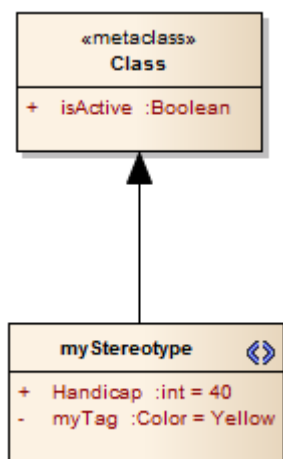 «metaclass»
Class
+ isActive :Boolean
myStereotype
+ Handicap :int = 40
- myTag :Color = Yellow